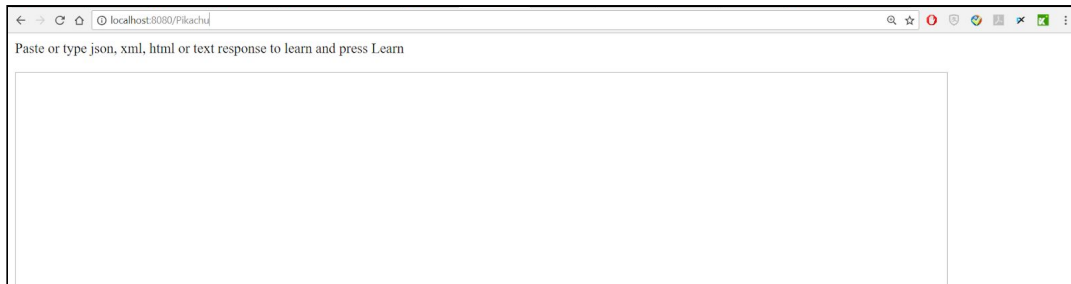 localhost:8080/Pikachu
Paste or type json, xml, html or text response to learn and press Learn